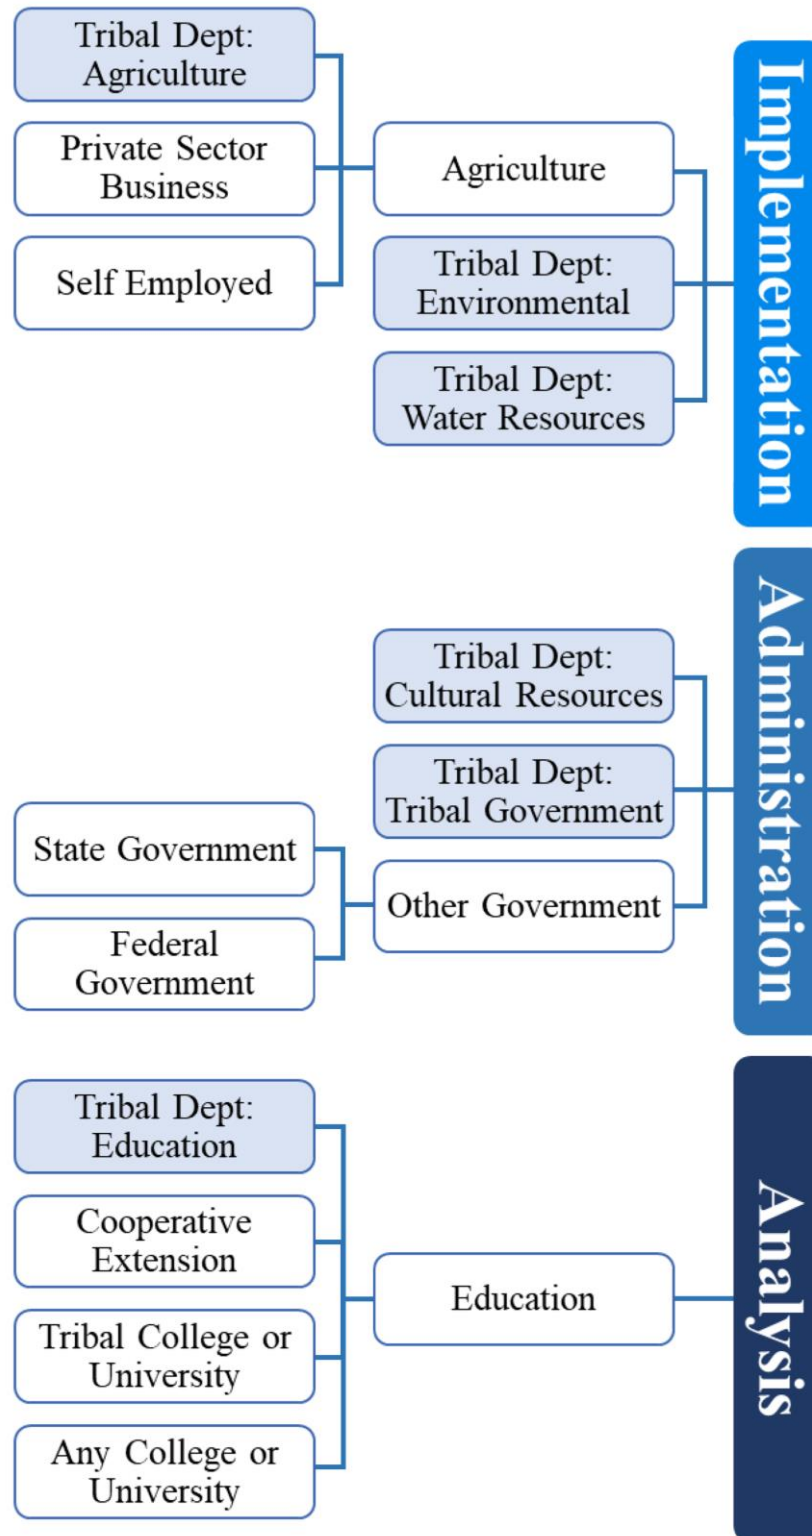 Tribal Dept:
Agriculture
Private Sector
Business
Self Employed
Agriculture
Tribal Dept:
Environmental
Tribal Dept:
Water Resources
Implementation
Tribal Dept:
Cultural Resources
Tribal Dept:
Tribal Government
Other Government
State Government
Federal
Government
Administration
Tribal Dept:
Education
Cooperative
Extension
Tribal College or
University
Any College or
University
Education
Analysis